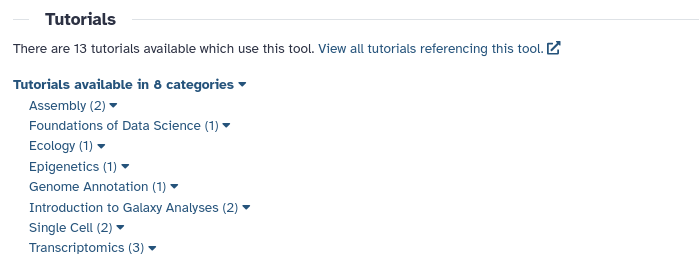 Tutorials
There are 13 tutorials available which use this tool. View all tutorials referencing this tool.
Tutorials available in 8 categories
Assembly (2)
Foundations of Data Science (1)
Ecology (1)
Epigenetics (1)
Genome Annotation (1)
Introduction to Galaxy Analyses (2)
Single Cell (2)
Transcriptomics (3)